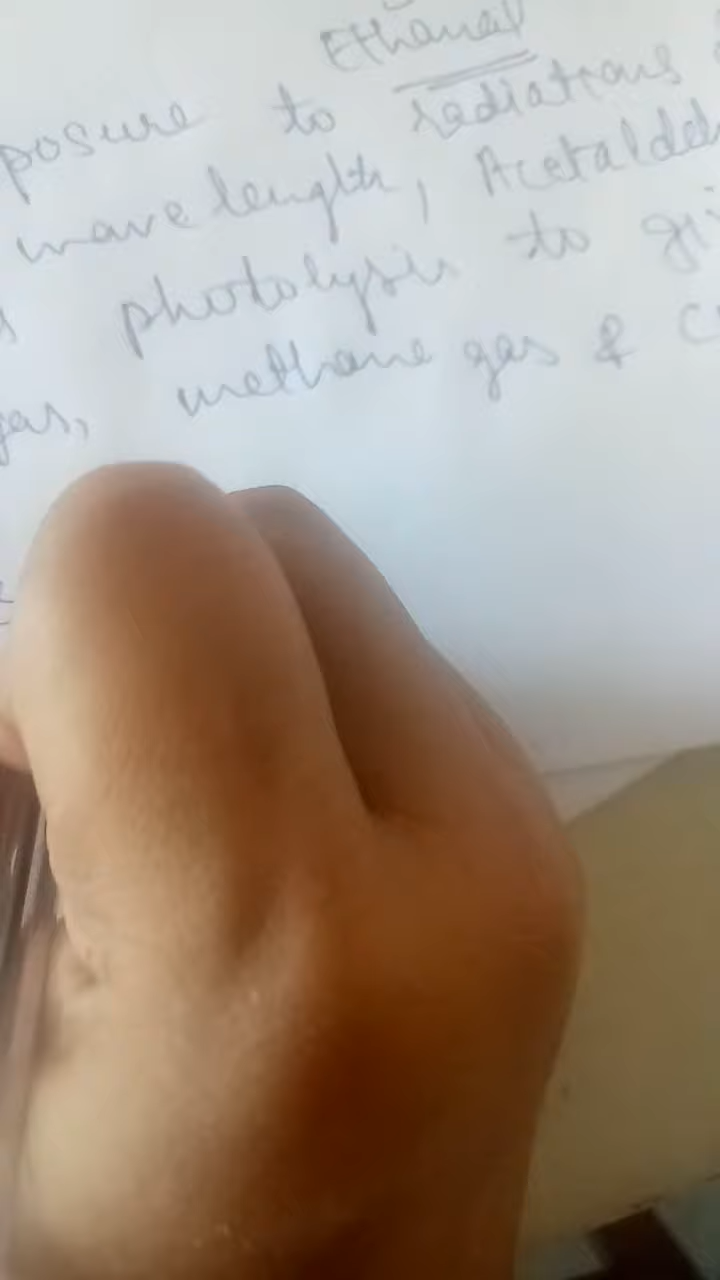 Ethanal
posure to radiations
wavelength, Acetalde
s photolysis to gi
gas, methane gas & C